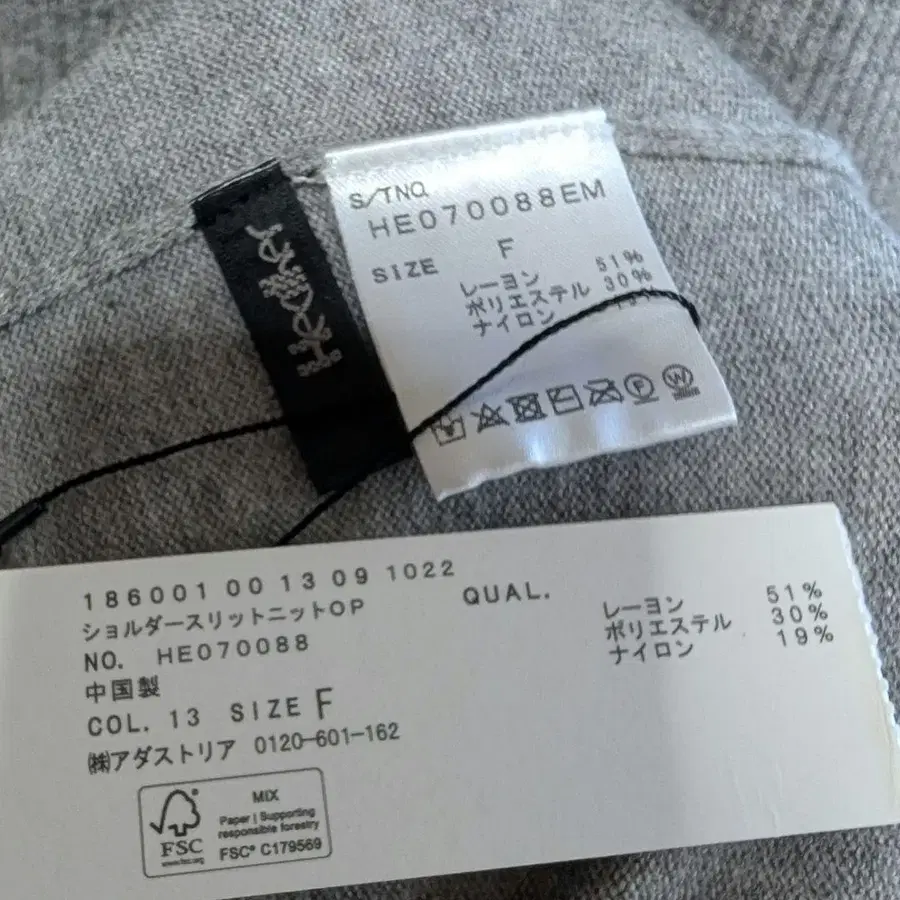 S/TNO
HE070088EM
SIZE F
レーヨン 51%
ポリエステル 30%
ナイロン
186001 00 13 09 1022
ショルダースリットニットOP
NO. HE070088
中国製
COL. 13 SIZE F
㈱アダストリア 0120-601-162
QUAL.
レーヨン 51%
ポリエステル 30%
ナイロン 19%
FSC
www.fsc.org
MIX
Paper | Supporting
responsible forestry
FSC® C179569